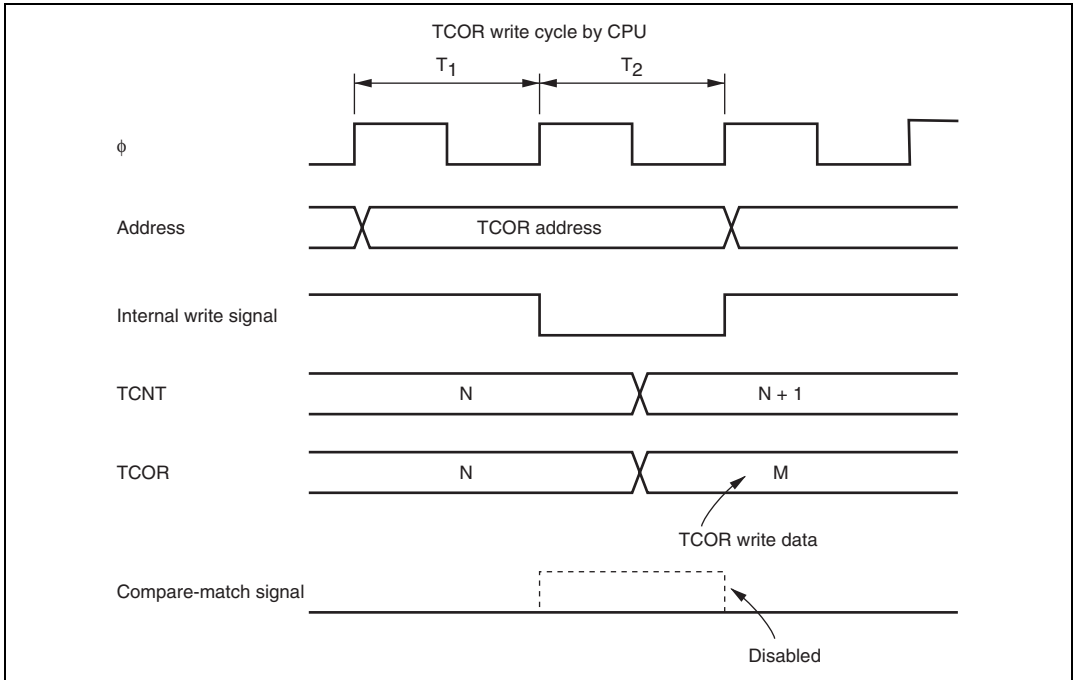 TCOR write cycle by CPU
T1 T2
ϕ
Address TCOR address
Internal write signal
TCNT N N + 1
TCOR N M
TCOR write data
Compare-match signal
Disabled